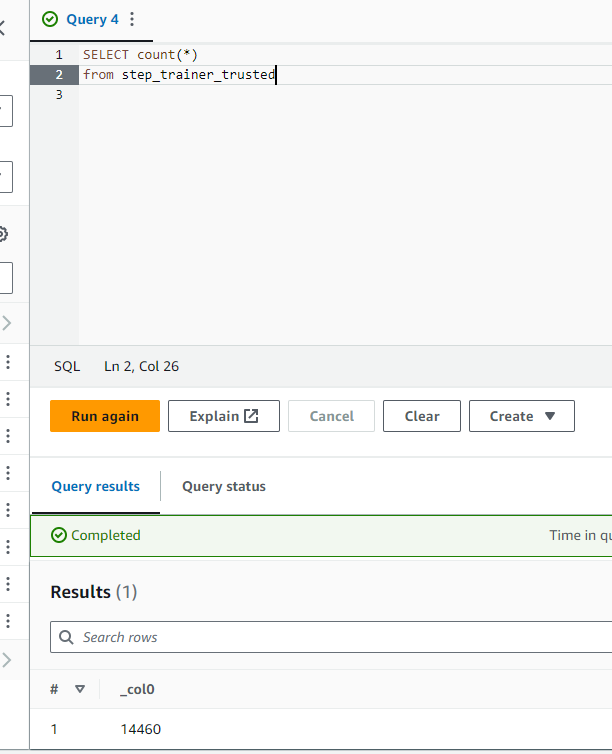 Query 4
1 SELECT count(*)
2 from step_trainer_trusted
3
SQL Ln 2, Col 26
Run again Explain Cancel Clear Create
Query results Query status
Completed Time in qu
Results (1)
Search rows
# _col0
1 14460